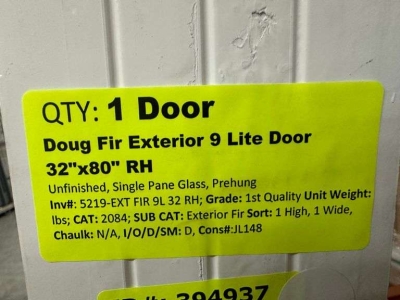 QTY: 1 Door
Doug Fir Exterior 9 Lite Door
32"x80" RH
Unfinished, Single Pane Glass, Prehung
Inv#: 5219-EXT FIR 9L 32 RH; Grade: 1st Quality Unit Weight:
lbs; CAT: 2084; SUB CAT: Exterior Fir Sort: 1 High, 1 Wide,
Chaulk: N/A, I/O/D/SM: D, Cons#:JL148
394937